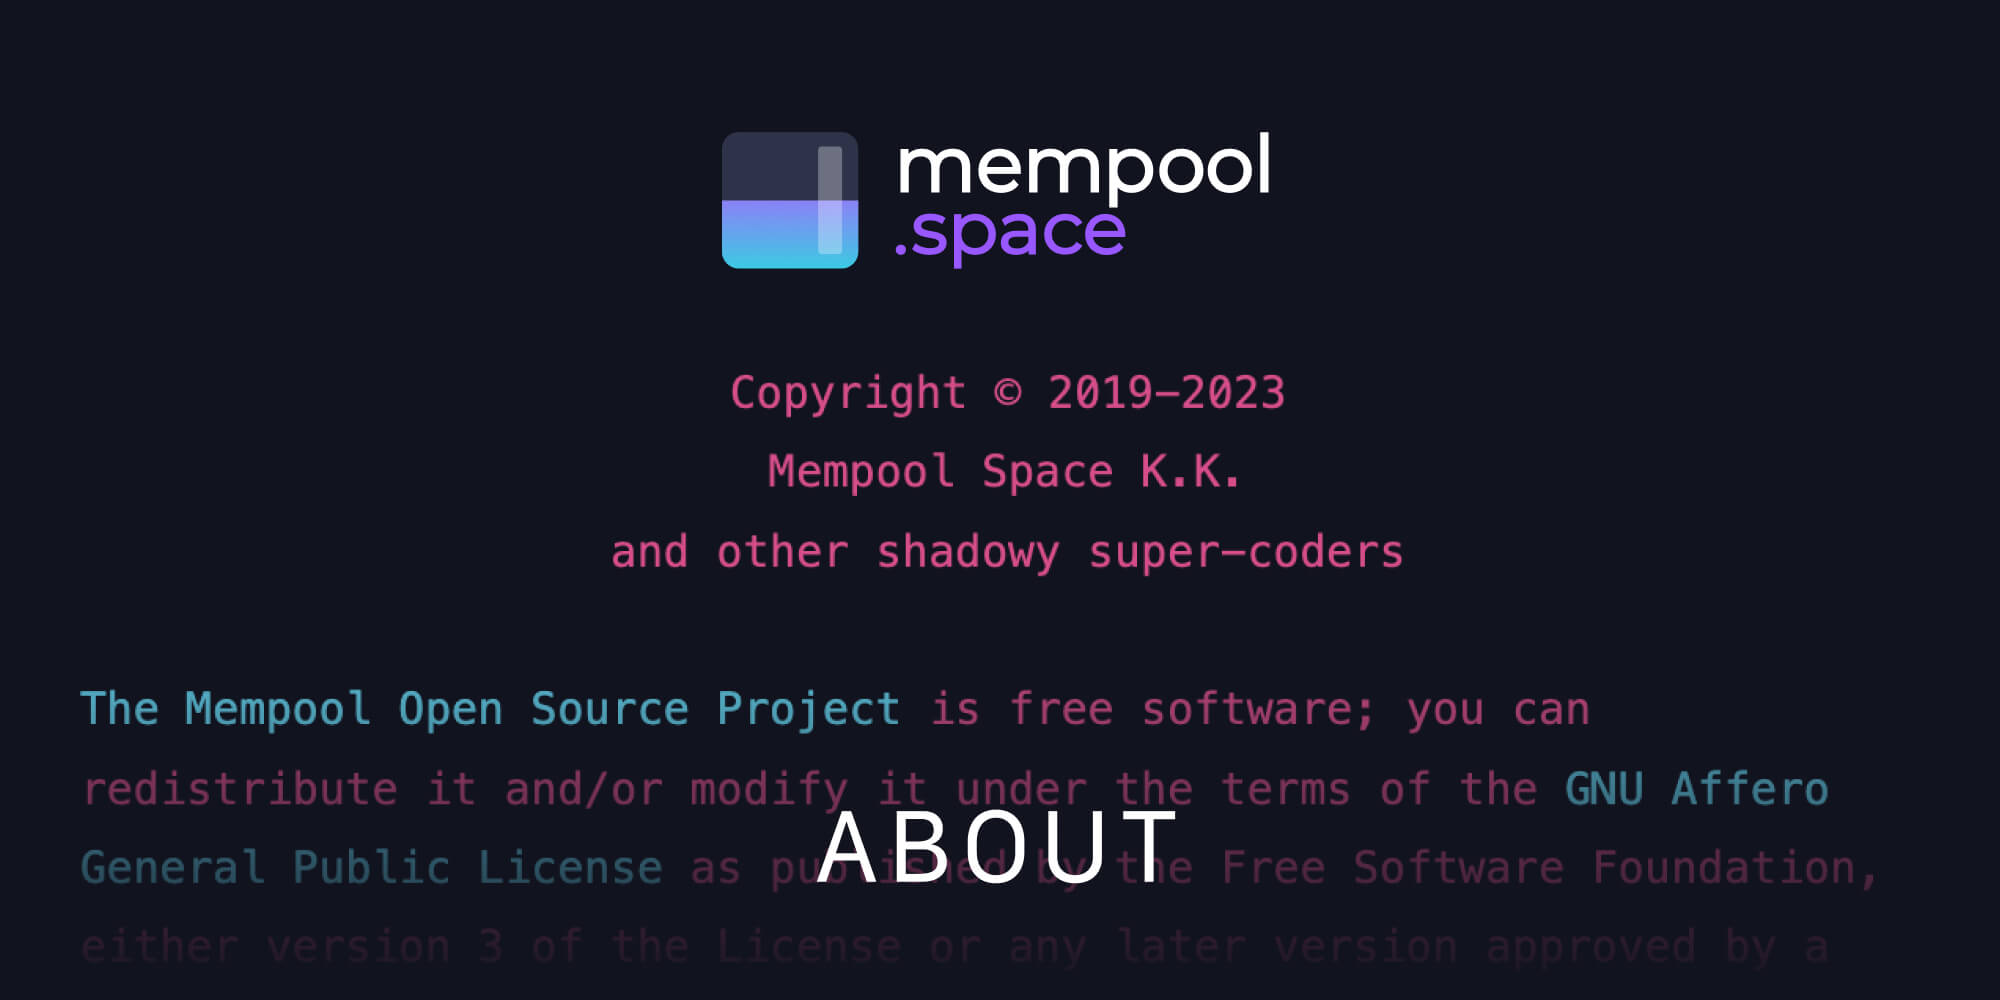 mempool
.space
Copyright © 2019–2023
Mempool Space K.K.
and other shadowy super–coders
The Mempool Open Source Project is free software; you can
redistribute it and/or modify it under the terms of the GNU Affero
General Public License as published by the Free Software Foundation,
ABOUT
either version 3 of the License or any later version approved by a